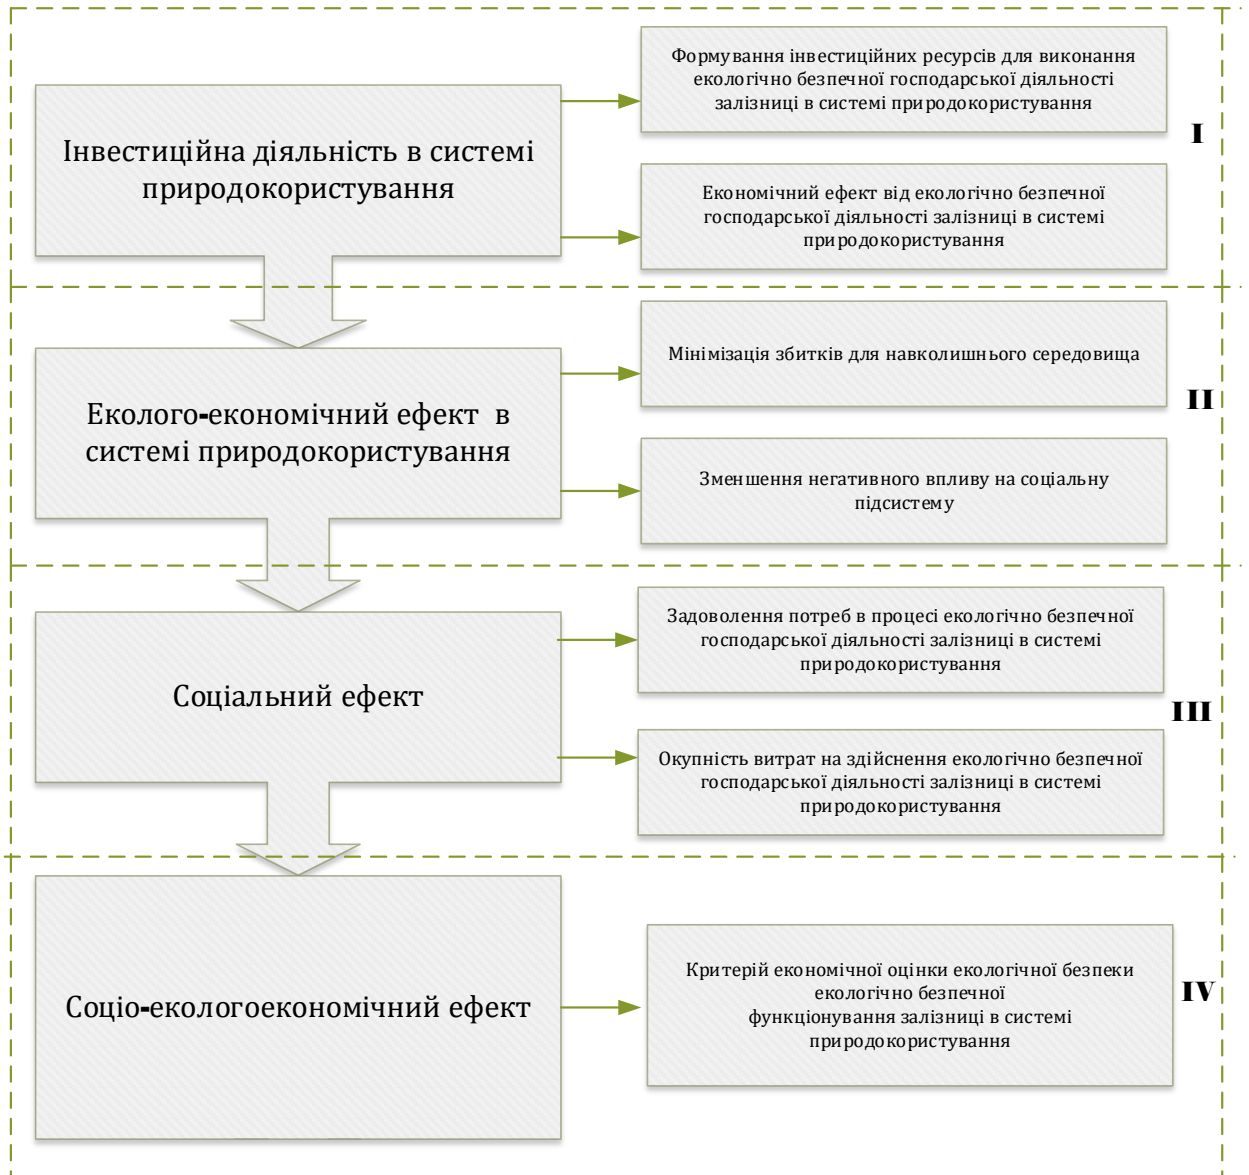 Формування інвестиційних ресурсів для виконання
екологічно безпечної господарської діяльності
залізниці в системі природокористування
I
Інвестиційна діяльність в системі
природокористування
Економічний ефект від екологічно безпечної
господарської діяльності залізниці в системі
природокористування
Мінімізація збитків для навколишнього середовища
II
Еколого-економічний ефект в
системі природокористування
Зменшення негативного впливу на соціальну
підсистему
Задоволення потреб в процесі екологічно безпечної
господарської діяльності залізниці в системі
природокористування
Соціальний ефект
III
Окупність витрат на здійснення екологічно безпечної
господарської діяльності залізниці в системі
природокористування
Соціо-екологоекономічний ефект
Критерій економічної оцінки екологічної безпеки
екологічно безпечної
функціонування залізниці в системі
природокористування
IV